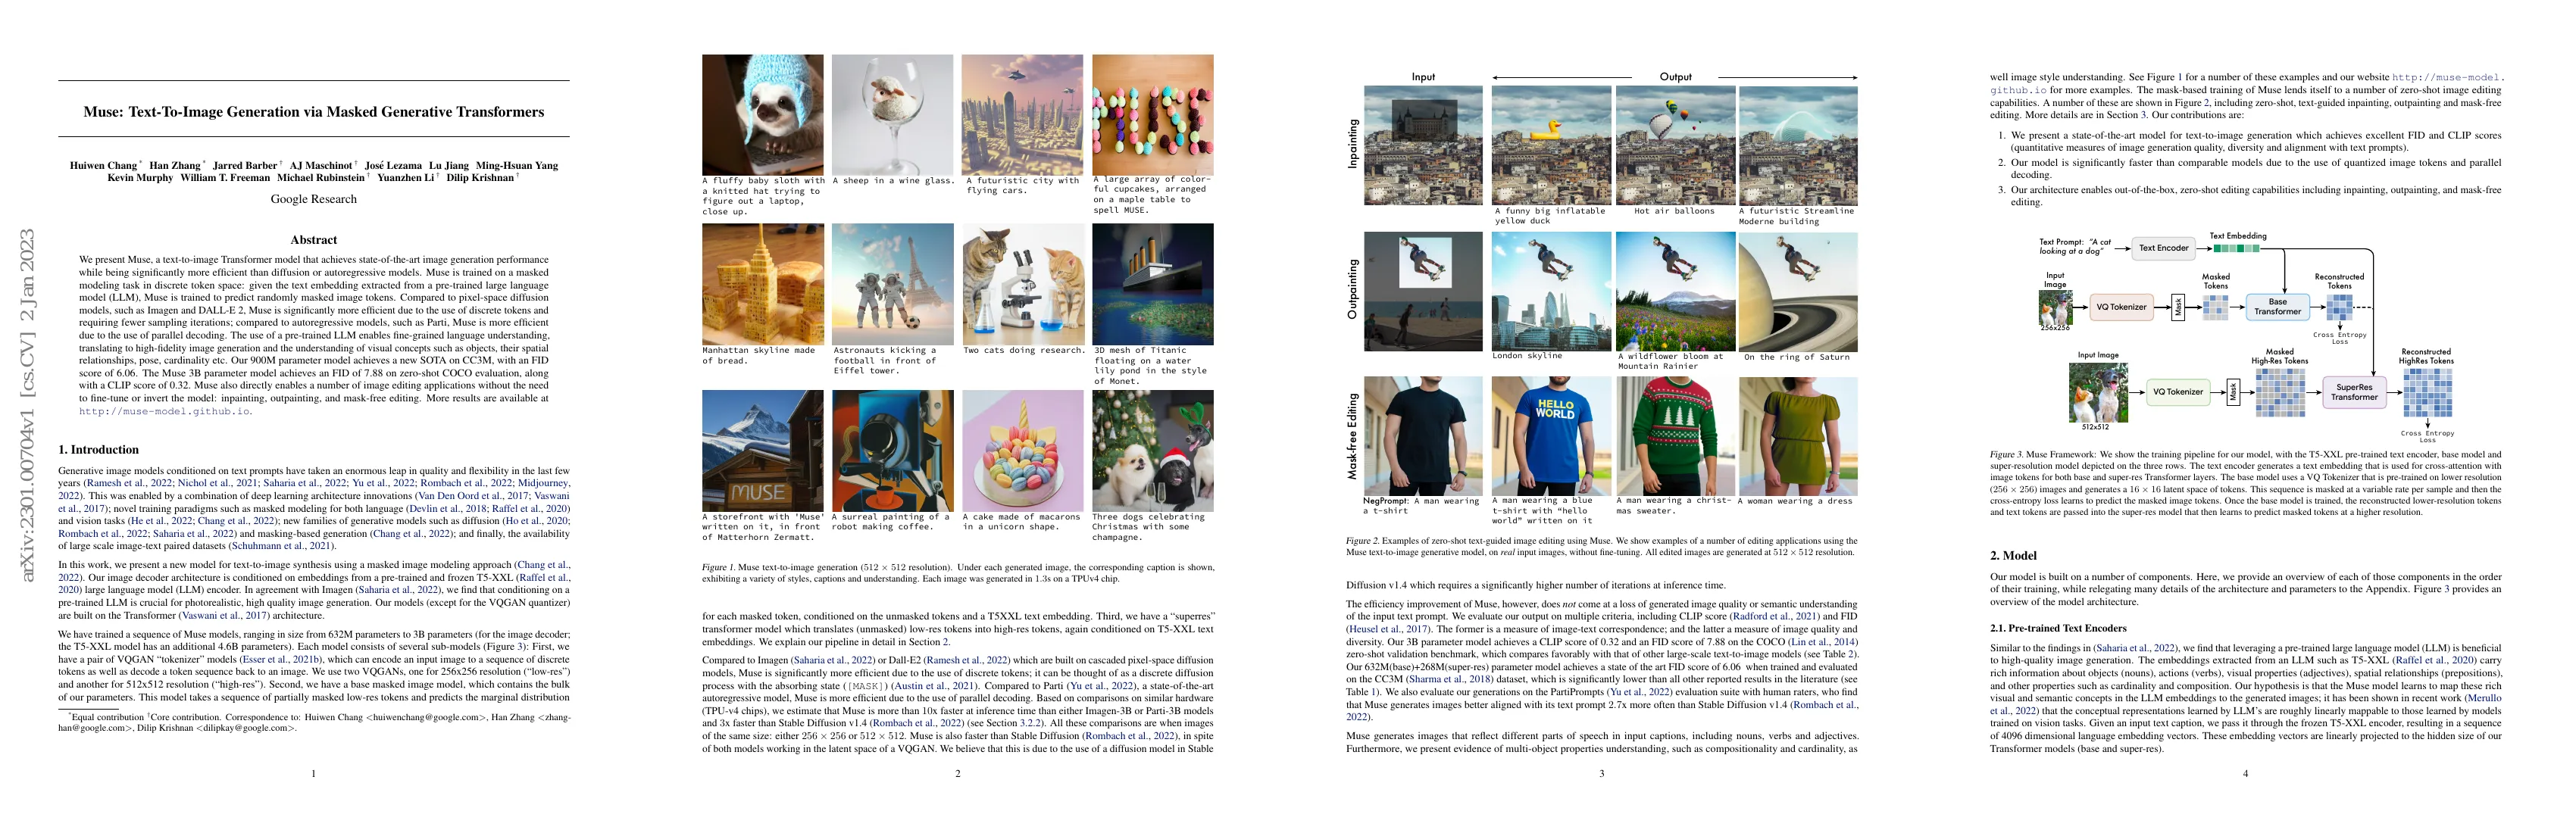 arXiv:2301.00704v1 [cs.CV] 2 Jan 2023
Muse: Text-To-Image Generation via Masked Generative Transformers
Huiwen Chang* Han Zhang* Jarred Barber† AJ Maschinot† José Lezama Lu Jiang Ming-Hsuan Yang
Kevin Murphy William T. Freeman Michael Rubinstein† Yuanzhen Li† Dilip Krishnan†
Google Research
Abstract
We present Muse, a text-to-image Transformer model that achieves state-of-the-art image generation performance
while being significantly more efficient than diffusion or autoregressive models. Muse is trained on a masked
modeling task in discrete token space: given the text embedding extracted from a pre-trained large language
model (LLM), Muse is trained to predict randomly masked image tokens. Compared to pixel-space diffusion
models, such as Imagen and DALL-E 2, Muse is significantly more efficient due to the use of discrete tokens and
requiring fewer sampling iterations; compared to autoregressive models, such as Parti, Muse is more efficient
due to the use of parallel decoding. The use of a pre-trained LLM enables fine-grained language understanding,
translating to high-fidelity image generation and the understanding of visual concepts such as objects, their spatial
relationships, pose, cardinality etc. Our 900M parameter model achieves a new SOTA on CC3M, with an FID
score of 6.06. The Muse 3B parameter model achieves an FID of 7.88 on zero-shot COCO evaluation, along
with a CLIP score of 0.32. Muse also directly enables a number of image editing applications without the need
to fine-tune or invert the model: inpainting, outpainting, and mask-free editing. More results are available at
http://muse-model.github.io.
1. Introduction
Generative image models conditioned on text prompts have taken an enormous leap in quality and flexibility in the last few
years (Ramesh et al., 2022; Nichol et al., 2021; Saharia et al., 2022; Yu et al., 2022; Rombach et al., 2022; Midjourney,
2022). This was enabled by a combination of deep learning architecture innovations (Van Den Oord et al., 2017; Vaswani
et al., 2017); novel training paradigms such as masked modeling for both language (Devlin et al., 2018; Raffel et al., 2020)
and vision tasks (He et al., 2022; Chang et al., 2022); new families of generative models such as diffusion (Ho et al., 2020;
Rombach et al., 2022; Saharia et al., 2022) and masking-based generation (Chang et al., 2022); and finally, the availability
of large scale image-text paired datasets (Schuhmann et al., 2021).
In this work, we present a new model for text-to-image synthesis using a masked image modeling approach (Chang et al.,
2022). Our image decoder architecture is conditioned on embeddings from a pre-trained and frozen T5-XXL (Raffel et al.,
2020) large language model (LLM) encoder. In agreement with Imagen (Saharia et al., 2022), we find that conditioning on a
pre-trained LLM is crucial for photorealistic, high quality image generation. Our models (except for the VQGAN quantizer)
are built on the Transformer (Vaswani et al., 2017) architecture.
We have trained a sequence of Muse models, ranging in size from 632M parameters to 3B parameters (for the image decoder;
the T5-XXL model has an additional 4.6B parameters). Each model consists of several sub-models (Figure 3): First, we
have a pair of VQGAN “tokenizer” models (Esser et al., 2021b), which can encode an input image to a sequence of discrete
tokens as well as decode a token sequence back to an image. We use two VQGANs, one for 256x256 resolution (“low-res”)
and another for 512x512 resolution (“high-res”). Second, we have a base masked image model, which contains the bulk
of our parameters. This model takes a sequence of partially masked low-res tokens and predicts the marginal distribution
*Equal contribution †Core contribution. Correspondence to: Huiwen Chang <huiwenchang@google.com>, Han Zhang <zhang-
han@google.com>, Dilip Krishnan <dilipkay@google.com>.
1
A fluffy baby sloth with
a knitted hat trying to
figure out a laptop,
close up.
A sheep in a wine glass.
A futuristic city with
flying cars.
A large array of color-
ful cupcakes, arranged
on a maple table to
spell MUSE.
Manhattan skyline made
of bread.
Astronauts kicking a
football in front of
Eiffel tower.
Two cats doing research.
3D mesh of Titanic
floating on a water
lily pond in the style
of Monet.
MUSE
A storefront with 'Muse'
written on it, in front
of Matterhorn Zermatt.
A surreal painting of a
robot making coffee.
A cake made of macarons
in a unicorn shape.
Three dogs celebrating
Christmas with some
champagne.
Figure 1. Muse text-to-image generation (512 × 512 resolution). Under each generated image, the corresponding caption is shown,
exhibiting a variety of styles, captions and understanding. Each image was generated in 1.3s on a TPUv4 chip.
for each masked token, conditioned on the unmasked tokens and a T5XXL text embedding. Third, we have a “superres”
transformer model which translates (unmasked) low-res tokens into high-res tokens, again conditioned on T5-XXL text
embeddings. We explain our pipeline in detail in Section 2.
Compared to Imagen (Saharia et al., 2022) or Dall-E2 (Ramesh et al., 2022) which are built on cascaded pixel-space diffusion
models, Muse is significantly more efficient due to the use of discrete tokens; it can be thought of as a discrete diffusion
process with the absorbing state ([MASK]) (Austin et al., 2021). Compared to Parti (Yu et al., 2022), a state-of-the-art
autoregressive model, Muse is more efficient due to the use of parallel decoding. Based on comparisons on similar hardware
(TPU-v4 chips), we estimate that Muse is more than 10x faster at inference time than either Imagen-3B or Parti-3B models
and 3x faster than Stable Diffusion v1.4 (Rombach et al., 2022) (see Section 3.2.2). All these comparisons are when images
of the same size: either 256 × 256 or 512 × 512. Muse is also faster than Stable Diffusion (Rombach et al., 2022), in spite
of both models working in the latent space of a VQGAN. We believe that this is due to the use of a diffusion model in Stable
2
Input
Output
Inpainting
A funny big inflatable
yellow duck
Hot air balloons
A futuristic Streamline
Moderne building
Outpainting
London skyline
A wildflower bloom at
Mountain Rainier
On the ring of Saturn
Mask-free Editing
HELLO
WORLD
NegPrompt: A man wearing
a t-shirt
A man wearing a blue
t-shirt with “hello
world” written on it
A man wearing a christ-
mas sweater.
A woman wearing a dress
Figure 2. Examples of zero-shot text-guided image editing using Muse. We show examples of a number of editing applications using the
Muse text-to-image generative model, on real input images, without fine-tuning. All edited images are generated at 512 × 512 resolution.
Diffusion v1.4 which requires a significantly higher number of iterations at inference time.
The efficiency improvement of Muse, however, does not come at a loss of generated image quality or semantic understanding
of the input text prompt. We evaluate our output on multiple criteria, including CLIP score (Radford et al., 2021) and FID
(Heusel et al., 2017). The former is a measure of image-text correspondence; and the latter a measure of image quality and
diversity. Our 3B parameter model achieves a CLIP score of 0.32 and an FID score of 7.88 on the COCO (Lin et al., 2014)
zero-shot validation benchmark, which compares favorably with that of other large-scale text-to-image models (see Table 2).
Our 632M(base)+268M(super-res) parameter model achieves a state of the art FID score of 6.06 when trained and evaluated
on the CC3M (Sharma et al., 2018) dataset, which is significantly lower than all other reported results in the literature (see
Table 1). We also evaluate our generations on the PartiPrompts (Yu et al., 2022) evaluation suite with human raters, who find
that Muse generates images better aligned with its text prompt 2.7x more often than Stable Diffusion v1.4 (Rombach et al.,
2022).
Muse generates images that reflect different parts of speech in input captions, including nouns, verbs and adjectives.
Furthermore, we present evidence of multi-object properties understanding, such as compositionality and cardinality, as
3
well image style understanding. See Figure 1 for a number of these examples and our website http://muse-model.
github.io for more examples. The mask-based training of Muse lends itself to a number of zero-shot image editing
capabilities. A number of these are shown in Figure 2, including zero-shot, text-guided inpainting, outpainting and mask-free
editing. More details are in Section 3. Our contributions are:
1. We present a state-of-the-art model for text-to-image generation which achieves excellent FID and CLIP scores
(quantitative measures of image generation quality, diversity and alignment with text prompts).
2. Our model is significantly faster than comparable models due to the use of quantized image tokens and parallel
decoding.
3. Our architecture enables out-of-the-box, zero-shot editing capabilities including inpainting, outpainting, and mask-free
editing.
Text Prompt: “A cat
looking at a dog”
Text Encoder
Text Embedding
Input
Image
256x256
VQ Tokenizer
Mask
Masked
Tokens
Base
Transformer
Reconstructed
Tokens
Cross Entropy
Loss
Input Image
512x512
VQ Tokenizer
Mask
Masked
High-Res Tokens
SuperRes
Transformer
Reconstructed
HighRes Tokens
Cross Entropy
Loss
Figure 3. Muse Framework: We show the training pipeline for our model, with the T5-XXL pre-trained text encoder, base model and
super-resolution model depicted on the three rows. The text encoder generates a text embedding that is used for cross-attention with
image tokens for both base and super-res Transformer layers. The base model uses a VQ Tokenizer that is pre-trained on lower resolution
(256 × 256) images and generates a 16 × 16 latent space of tokens. This sequence is masked at a variable rate per sample and then the
cross-entropy loss learns to predict the masked image tokens. Once the base model is trained, the reconstructed lower-resolution tokens
and text tokens are passed into the super-res model that then learns to predict masked tokens at a higher resolution.
2. Model
Our model is built on a number of components. Here, we provide an overview of each of those components in the order
of their training, while relegating many details of the architecture and parameters to the Appendix. Figure 3 provides an
overview of the model architecture.
2.1. Pre-trained Text Encoders
Similar to the findings in (Saharia et al., 2022), we find that leveraging a pre-trained large language model (LLM) is beneficial
to high-quality image generation. The embeddings extracted from an LLM such as T5-XXL (Raffel et al., 2020) carry
rich information about objects (nouns), actions (verbs), visual properties (adjectives), spatial relationships (prepositions),
and other properties such as cardinality and composition. Our hypothesis is that the Muse model learns to map these rich
visual and semantic concepts in the LLM embeddings to the generated images; it has been shown in recent work (Merullo
et al., 2022) that the conceptual representations learned by LLM’s are roughly linearly mappable to those learned by models
trained on vision tasks. Given an input text caption, we pass it through the frozen T5-XXL encoder, resulting in a sequence
of 4096 dimensional language embedding vectors. These embedding vectors are linearly projected to the hidden size of our
Transformer models (base and super-res).
4